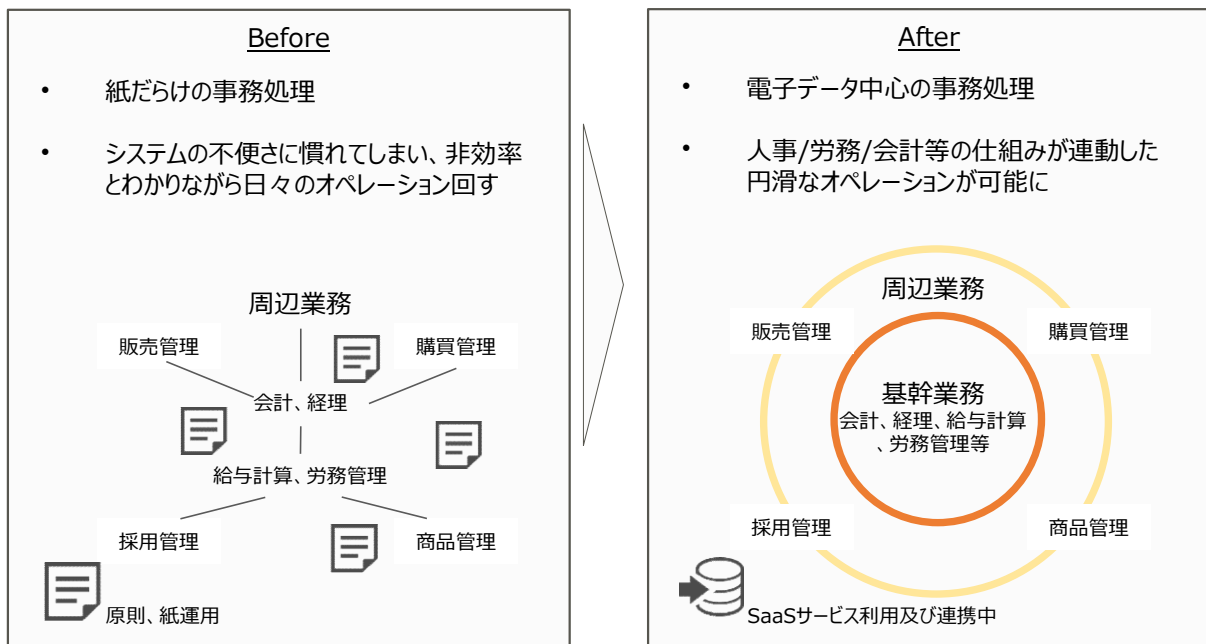 Before
• 紙だらけの事務処理
• システムの不便さに慣れてしまい、非効率
とわかりながら日々のオペレーション回す
周辺業務
販売管理
購買管理
会計、経理
給与計算、労務管理
採用管理
商品管理
原則、紙運用
After
• 電子データ中心の事務処理
• 人事/労務/会計等の仕組みが連動した
円滑なオペレーションが可能に
周辺業務
販売管理
購買管理
基幹業務
会計、経理、給与計算
、労務管理等
採用管理
商品管理
SaaSサービス利用及び連携中